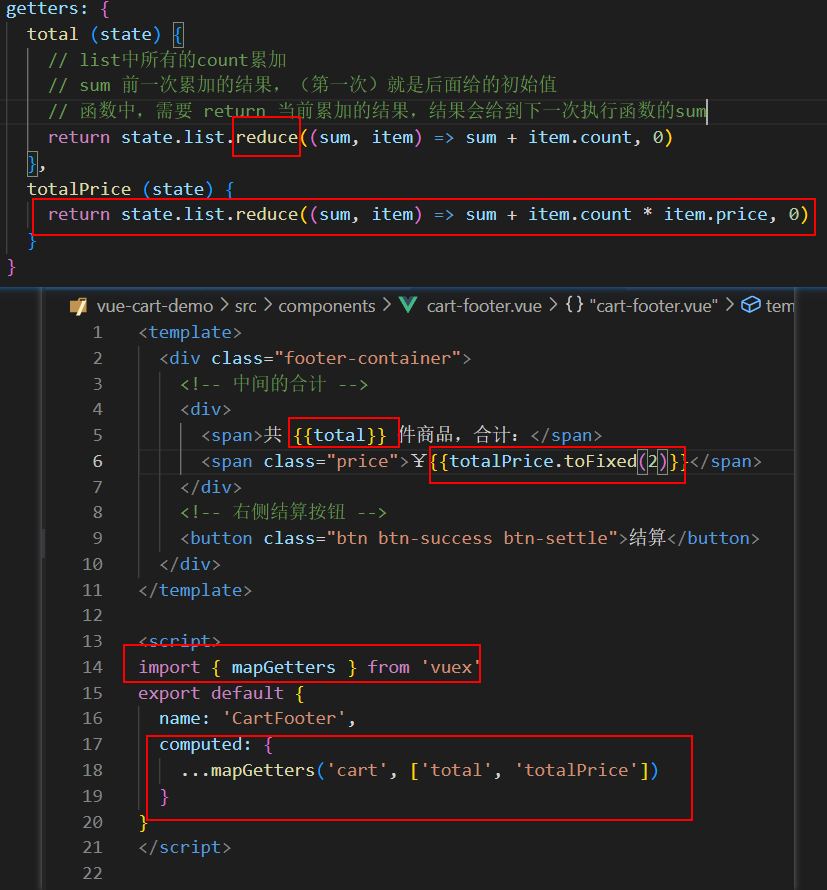 getters: {
total (state) {
// list中所有的count累加
// sum 前一次累加的结果，（第一次）就是后面给的初始值
// 函数中，需要 return 当前累加的结果，结果会给到下一次执行函数的sum
return state.list.reduce((sum, item) => sum + item.count, 0)
},
totalPrice (state) {
return state.list.reduce((sum, item) => sum + item.count * item.price, 0)
}
}
vue-cart-demo > src > components > cart-footer.vue > {} "cart-footer.vue" > tem
1 <template>
2 <div class="footer-container">
3 <!-- 中间的合计 -->
4 <div>
5 <span>共 {{total}} 件商品，合计：</span>
6 <span class="price">￥{{totalPrice.toFixed(2)}}</span>
7 </div>
8 <!-- 右侧结算按钮 -->
9 <button class="btn btn-success btn-settle">结算</button>
10 </div>
11 </template>
12
13 <script>
14 import { mapGetters } from 'vuex'
15 export default {
16 name: 'CartFooter',
17 computed: {
18 ...mapGetters('cart', ['total', 'totalPrice'])
19 }
20 }
21 </script>
22